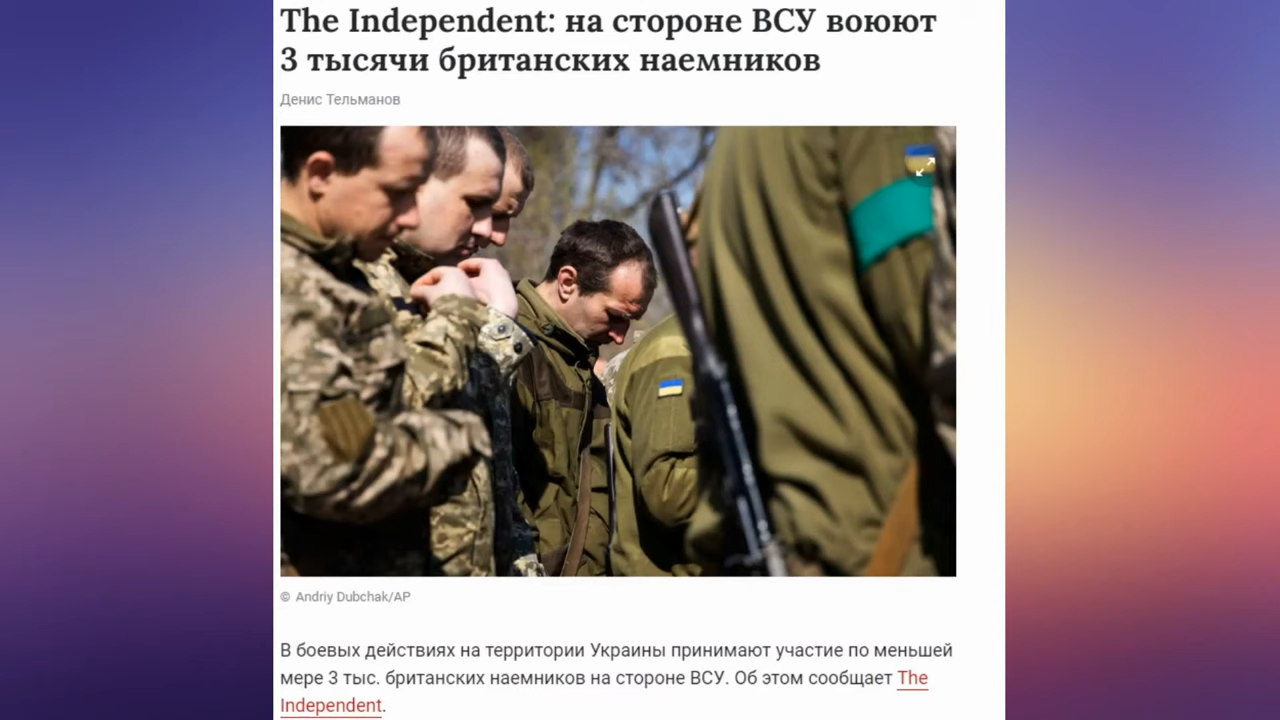 The Independent: на стороне ВСУ воюют
3 тысячи британских наемников
Денис Тельманов
© Andriy Dubchak/AP
В боевых действиях на территории Украины принимают участие по меньшей
мере 3 тыс. британских наемников на стороне ВСУ. Об этом сообщает The
Independent.